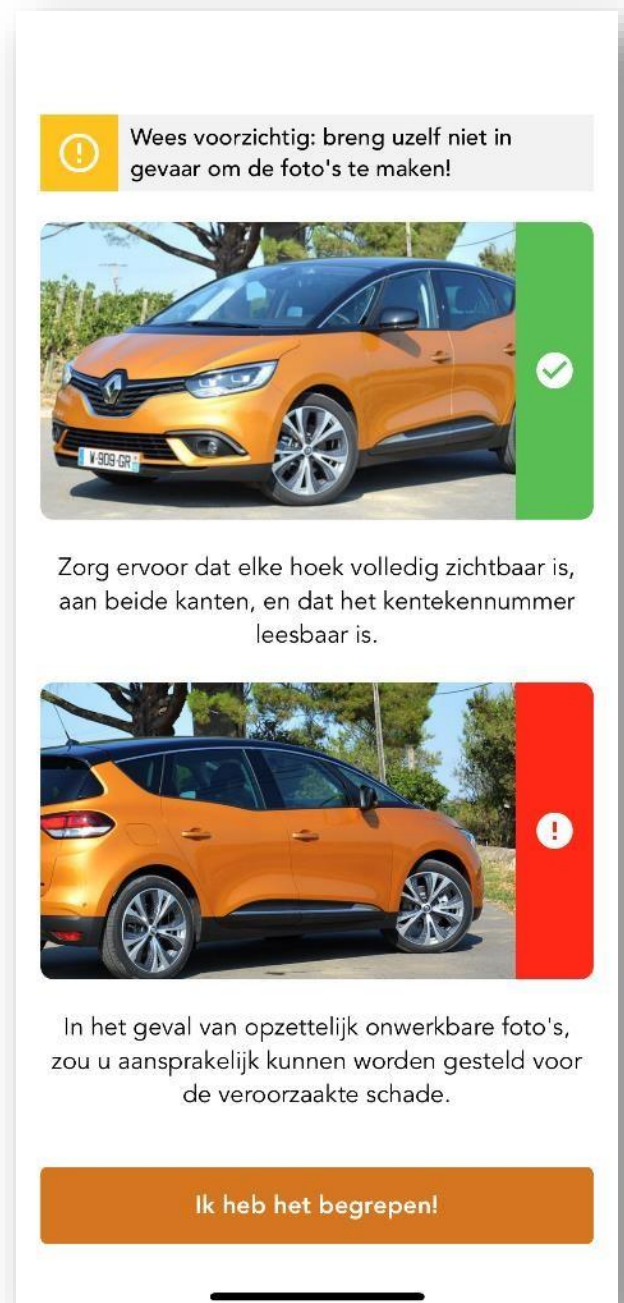 Wees voorzichtig: breng uzelf niet in
gevaar om de foto's te maken!
W-909-GR
Zorg ervoor dat elke hoek volledig zichtbaar is,
aan beide kanten, en dat het kentekennummer
leesbaar is.
In het geval van opzettelijk onwerkbare foto's,
zou u aansprakelijk kunnen worden gesteld voor
de veroorzaakte schade.
Ik heb het begrepen!